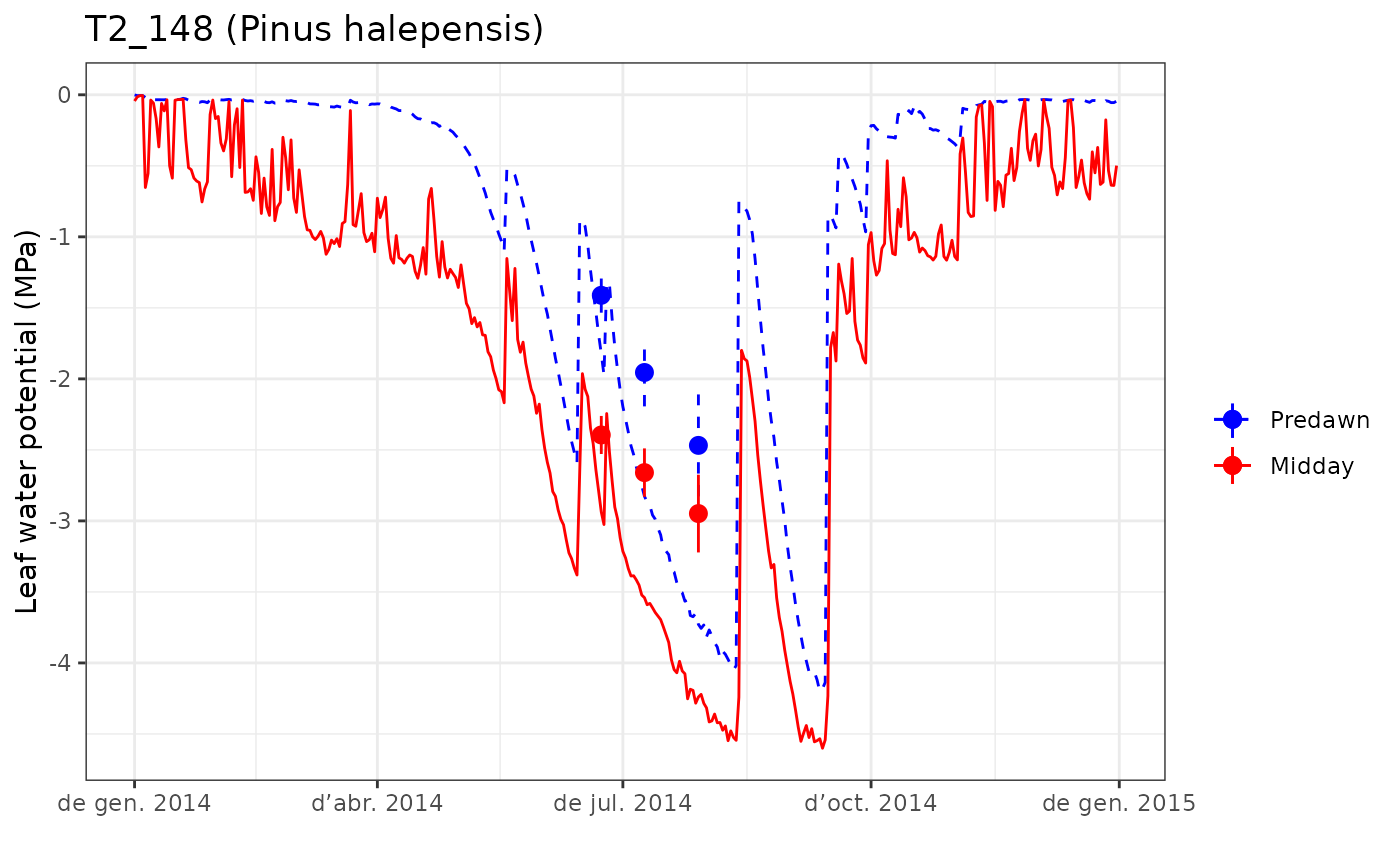 T2_148 (Pinus halepensis)
Leaf water potential (MPa)
0
-1
-2
-3
-4
de gen. 2014
d’abr. 2014
de jul. 2014
d’oct. 2014
de gen. 2015
Predawn
Midday